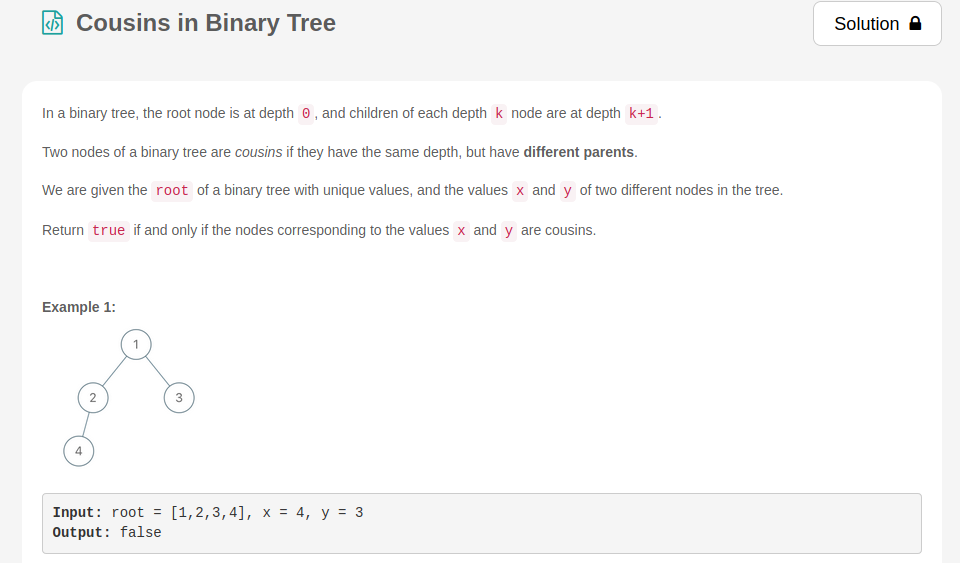 Cousins in Binary Tree
Solution
In a binary tree, the root node is at depth 0, and children of each depth k node are at depth k+1.
Two nodes of a binary tree are cousins if they have the same depth, but have different parents.
We are given the root of a binary tree with unique values, and the values x and y of two different nodes in the tree.
Return true if and only if the nodes corresponding to the values x and y are cousins.
Example 1:
1
2 3
4
Input: root = [1,2,3,4], x = 4, y = 3
Output: false